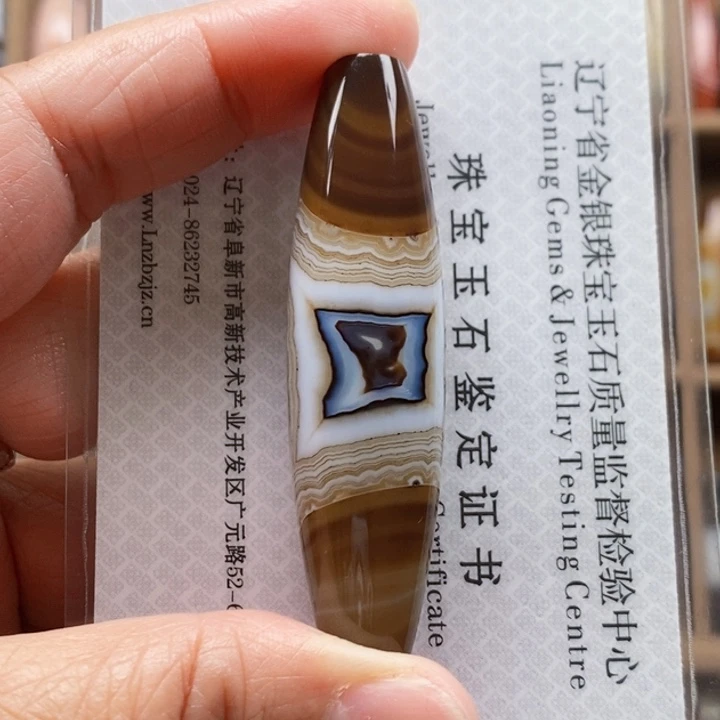 辽宁省金银珠宝玉石质量监督检验中心
Liaoning Gems & Jewellry Testing Centre
珠宝玉石鉴定证书
Certificate
辽宁省阜新市高新技术产业开发区广元路52-
024-86232745
www.Lnzbzjz.cn